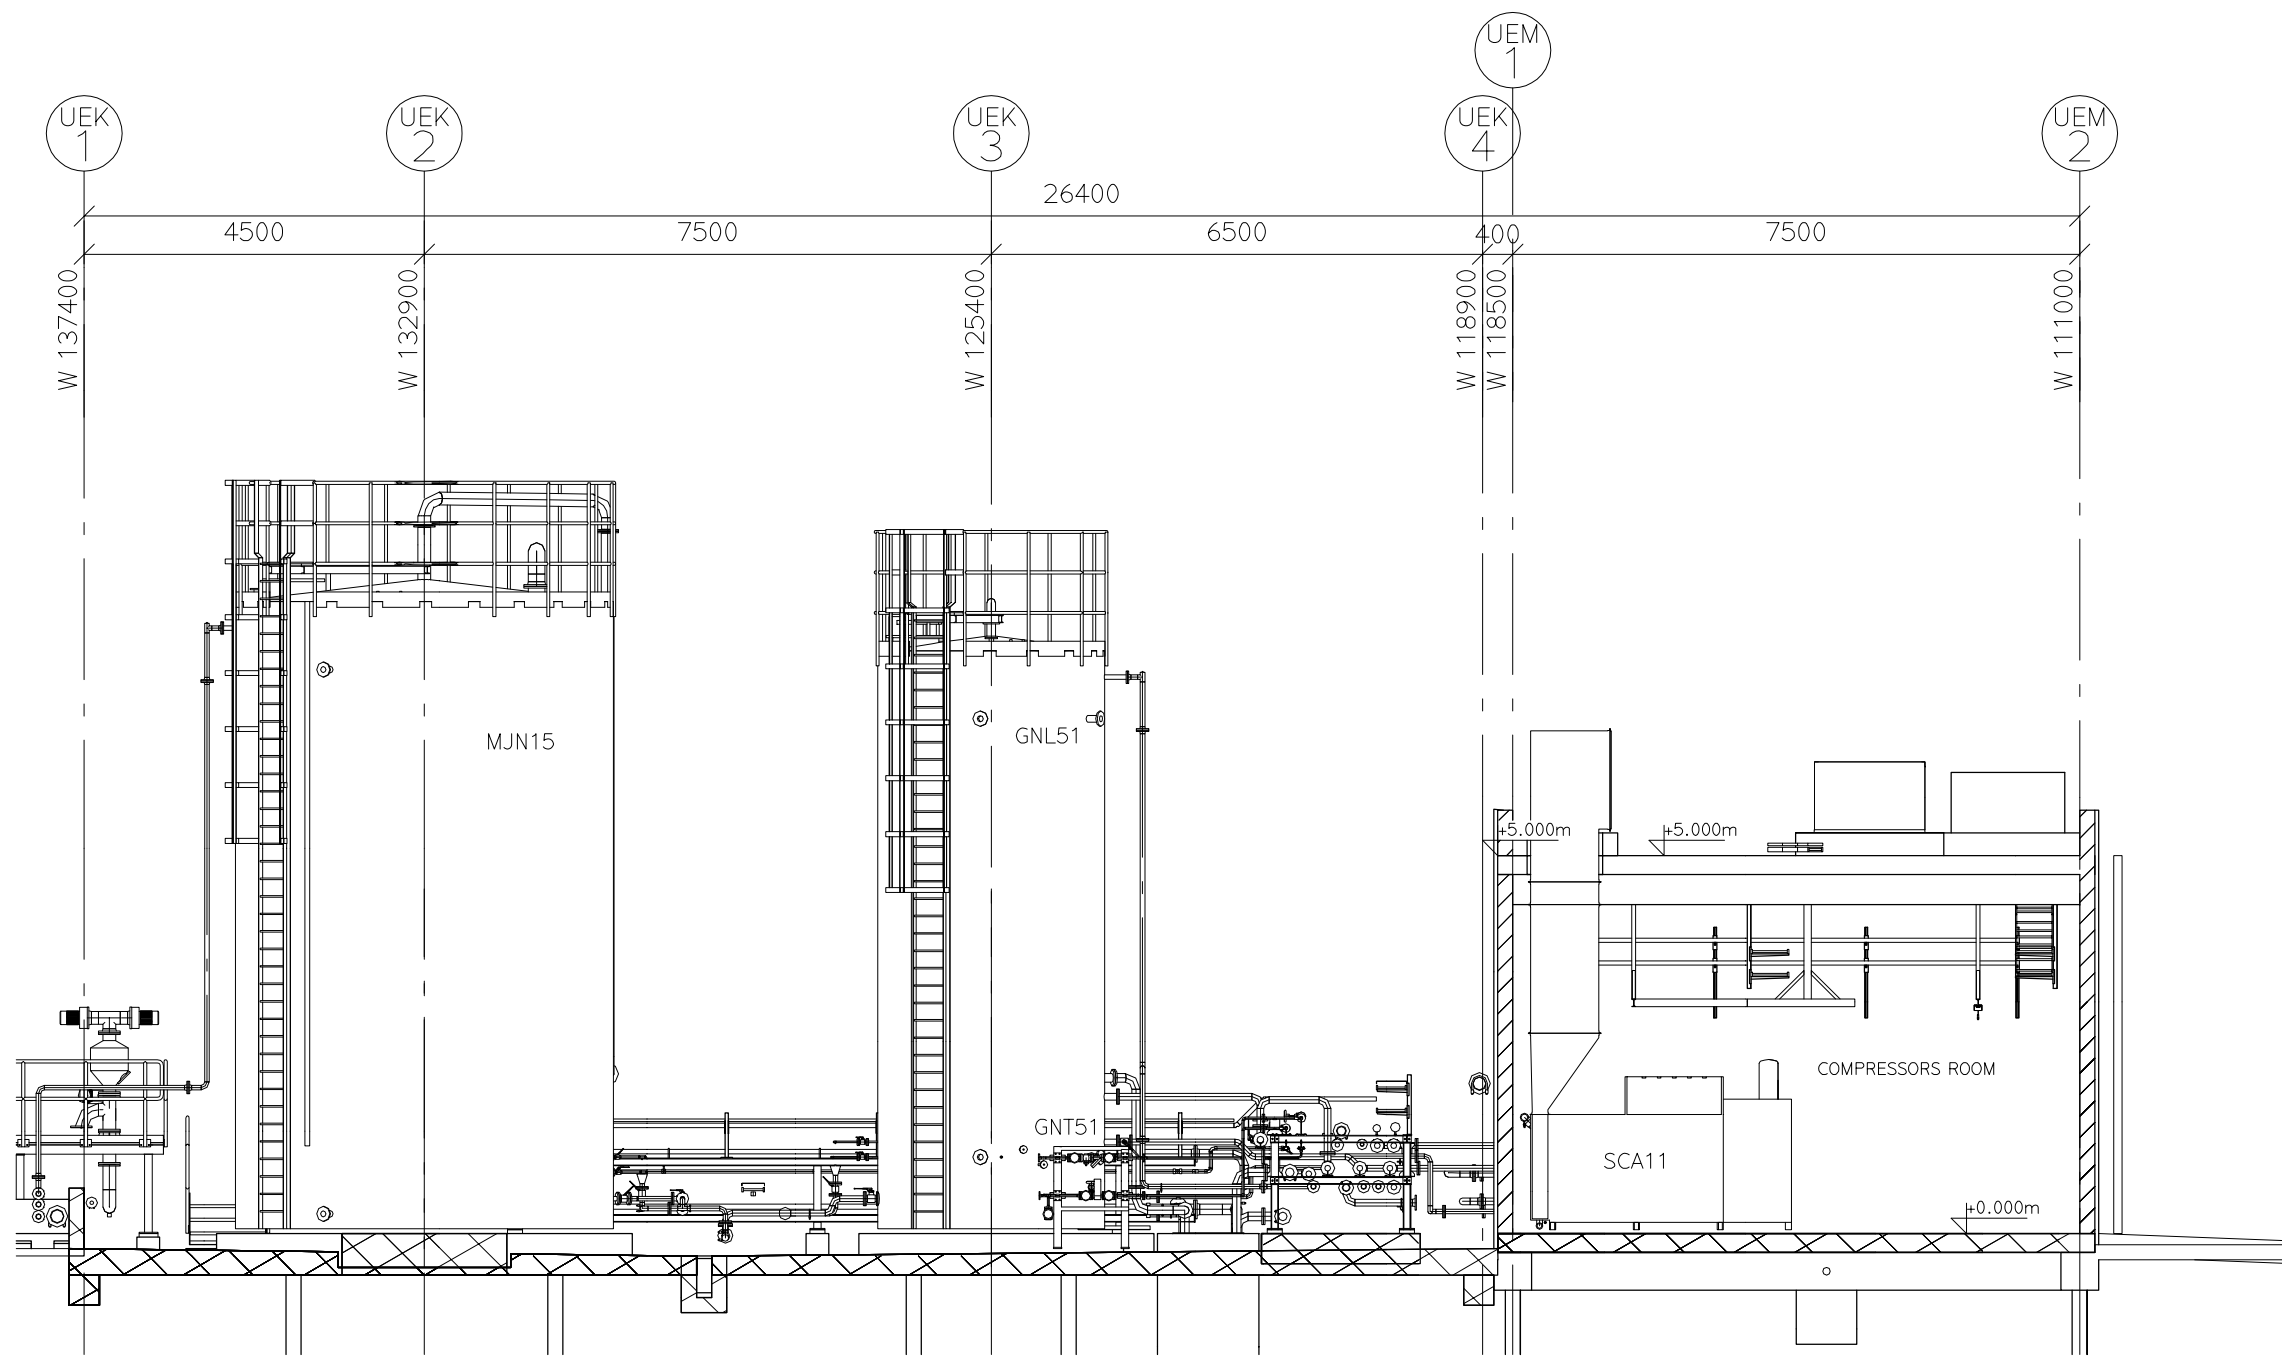 UEM
1
UEK
1
UEK
2
UEK
3
UEK
4
UEM
2
26400
4500
7500
6500
400
7500
W 137400
W 132900
W 125400
W 118900
W 118500
W 111000
MJN15
GNL51
+5.000m
+5.000m
COMPRESSORS ROOM
GNT51
SCA11
+0.000m